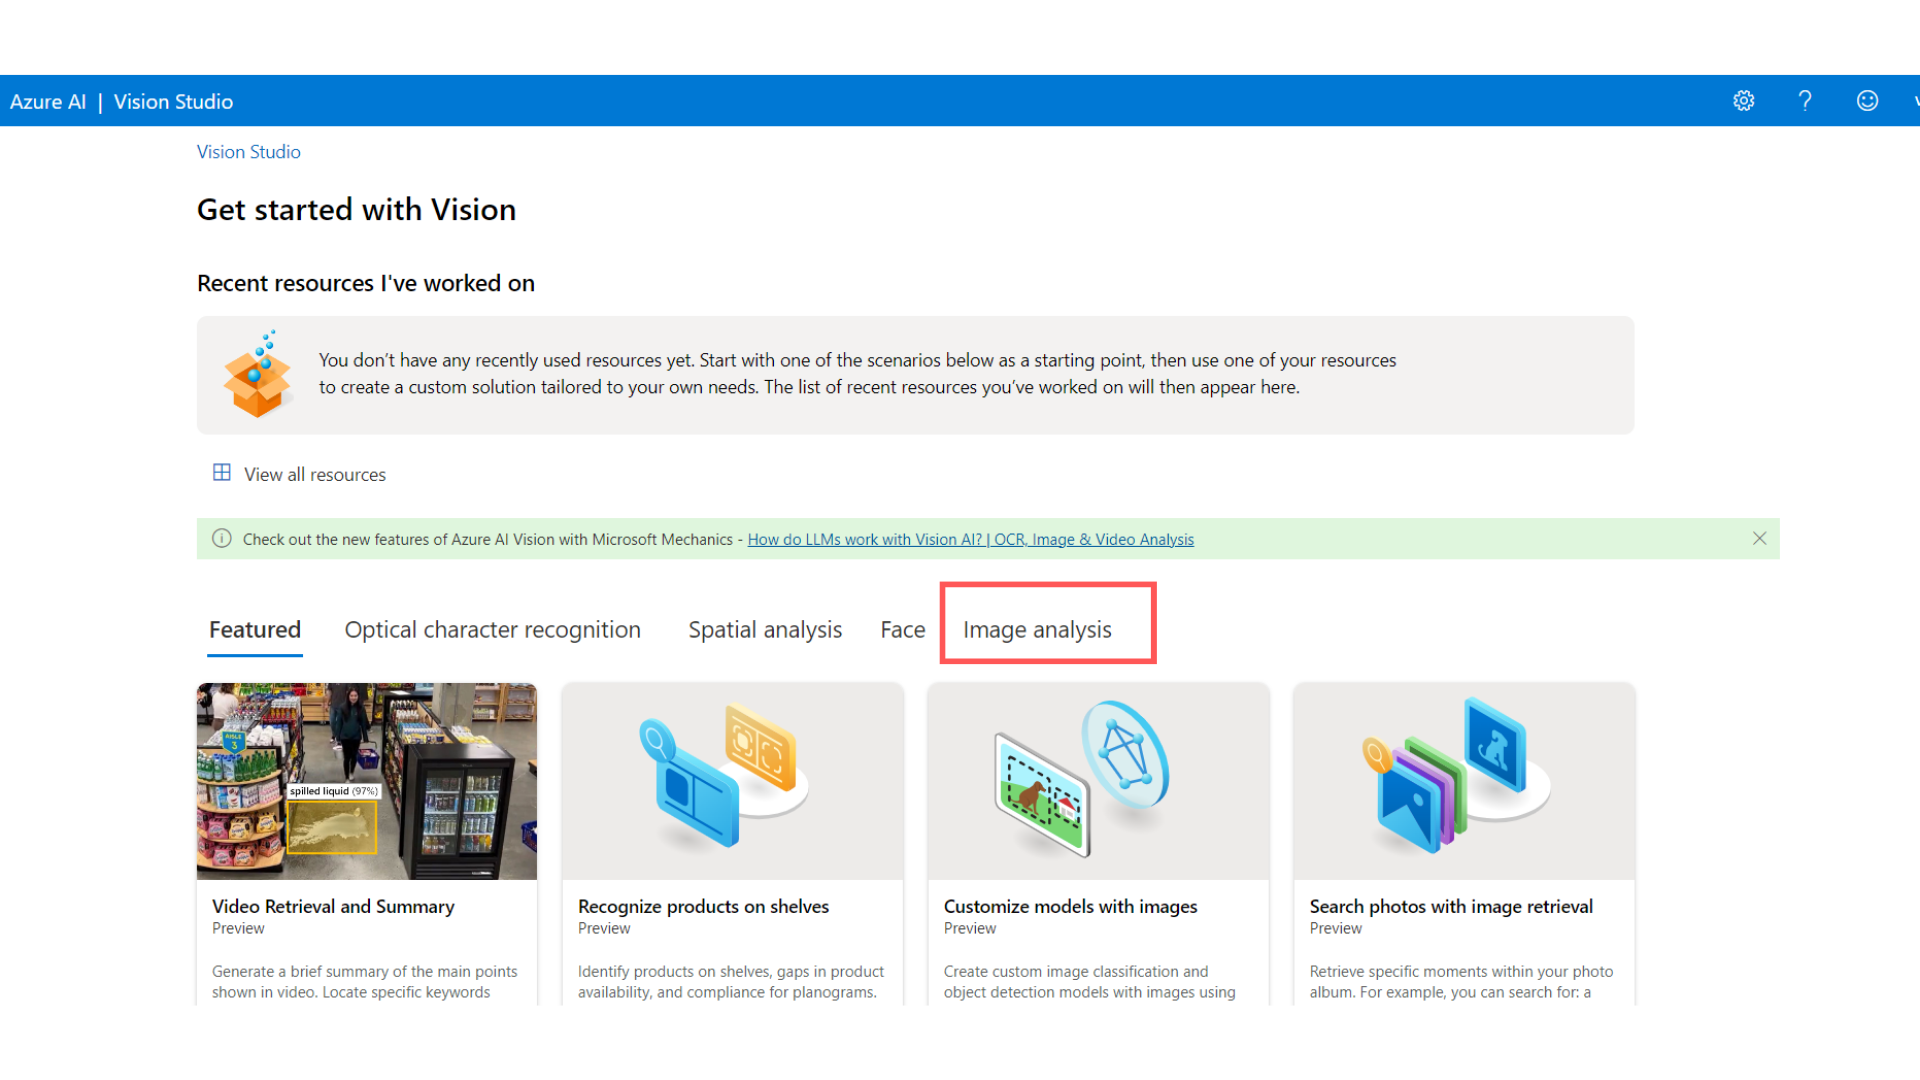 Azure AI | Vision Studio
Vision Studio
Get started with Vision
Recent resources I've worked on
You don’t have any recently used resources yet. Start with one of the scenarios below as a starting point, then use one of your resources
to create a custom solution tailored to your own needs. The list of recent resources you’ve worked on will then appear here.
View all resources
Check out the new features of Azure AI Vision with Microsoft Mechanics - How do LLMs work with Vision AI? | OCR, Image & Video Analysis
Featured
Optical character recognition
Spatial analysis
Face
Image analysis
AISLE
3
spilled liquid (97%)
Video Retrieval and Summary
Preview
Generate a brief summary of the main points
shown in video. Locate specific keywords
Recognize products on shelves
Preview
Identify products on shelves, gaps in product
availability, and compliance for planograms.
Customize models with images
Preview
Create custom image classification and
object detection models with images using
Search photos with image retrieval
Preview
Retrieve specific moments within your photo
album. For example, you can search for: a